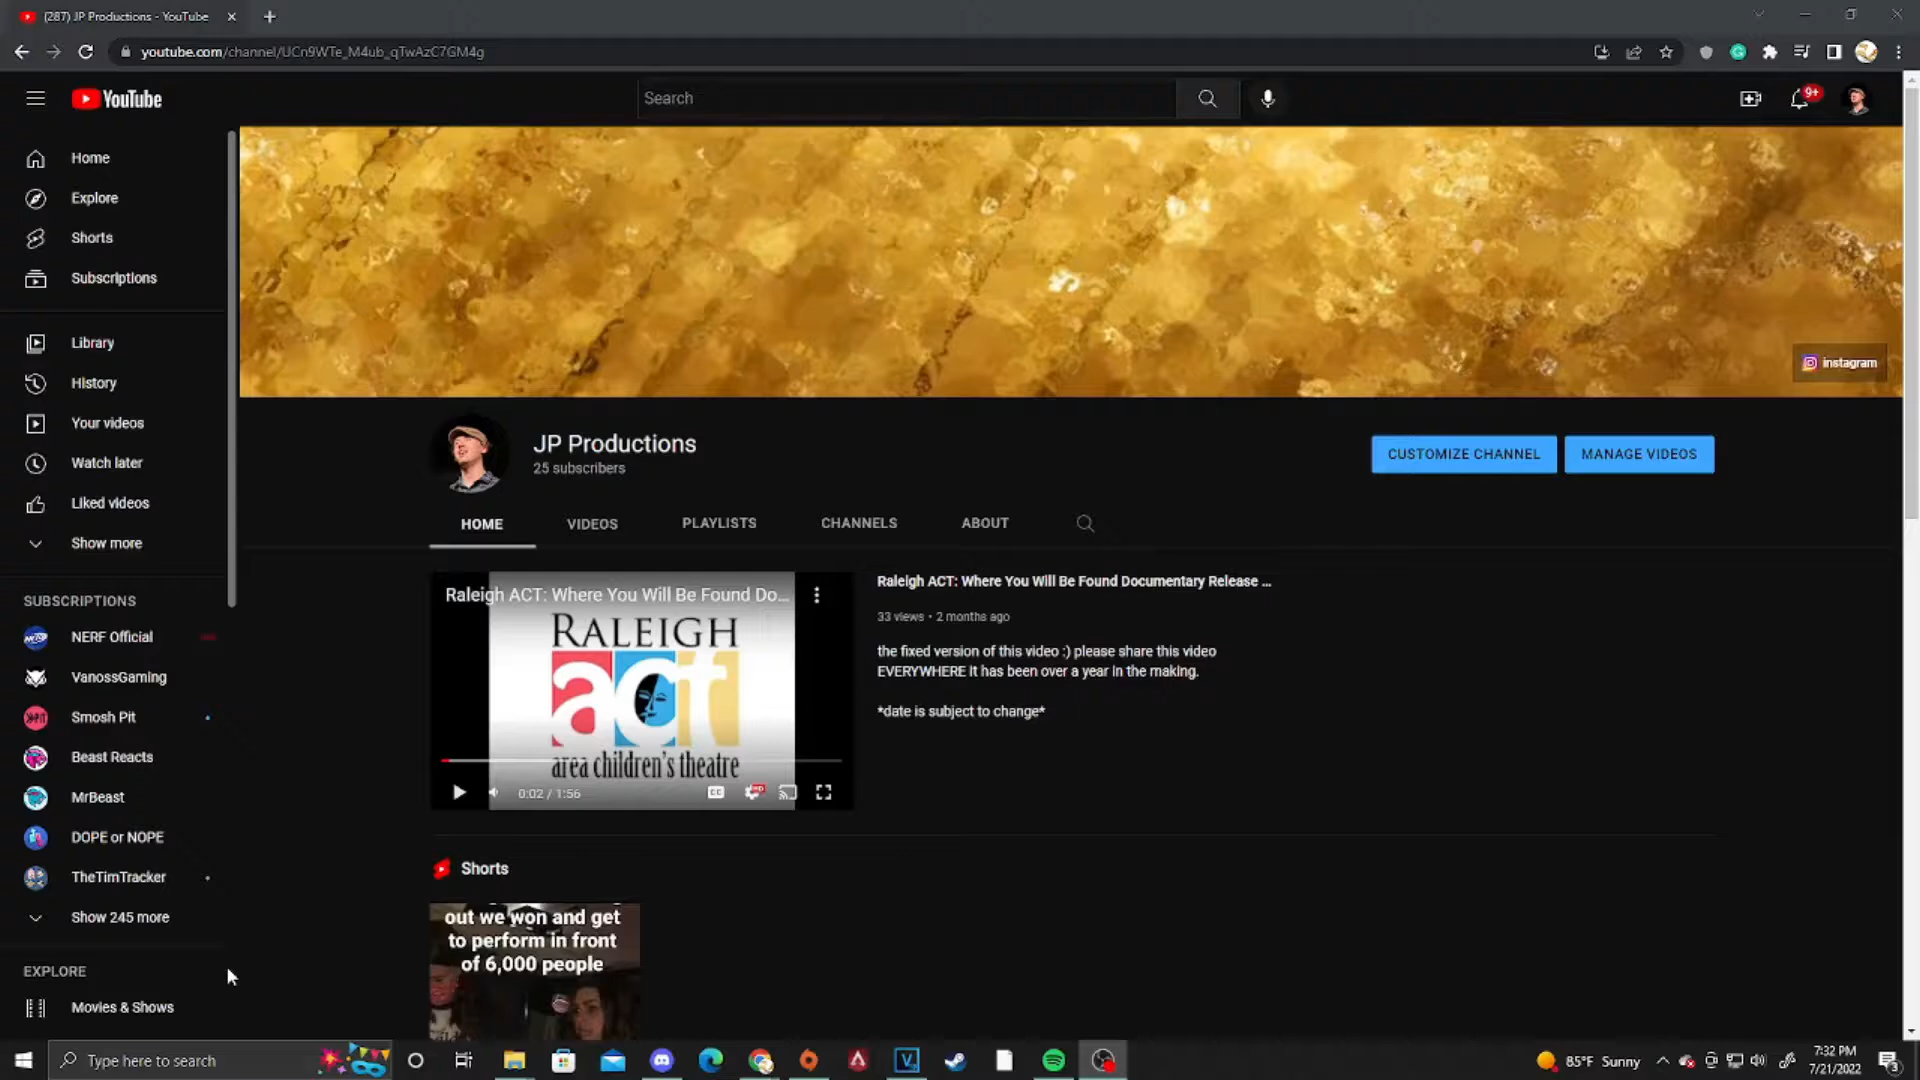 (287) JP Productions - YouTube
youtube.com/channel/UCn9WTe_M4ub_qTwAzC7GM4g
YouTube
Search
9+
Home
Explore
Shorts
Subscriptions
Library
History
Your videos
Watch later
Liked videos
Show more
SUBSCRIPTIONS
NERF Official
VanossGaming
Smosh Pit
Beast Reacts
MrBeast
DOPE or NOPE
TheTimTracker
Show 245 more
EXPLORE
Movies & Shows
instagram
JP Productions
25 subscribers
CUSTOMIZE CHANNEL
MANAGE VIDEOS
HOME
VIDEOS
PLAYLISTS
CHANNELS
ABOUT
Raleigh ACT: Where You Will Be Found Do...
RALEIGH
act
area children's theatre
0:02 / 1:56
CC
HD
Raleigh ACT: Where You Will Be Found Documentary Release ...
33 views • 2 months ago
the fixed version of this video :) please share this video
EVERYWHERE it has been over a year in the making.
*date is subject to change*
Shorts
out we won and get
to perform in front
of 6,000 people
Type here to search
85°F Sunny
7:32 PM
7/21/2022
3